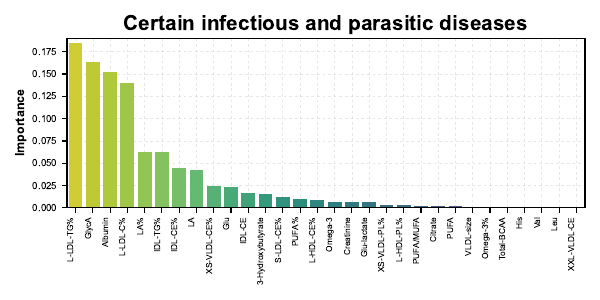 Certain infectious and parasitic diseases
Importance
0.175
0.150
0.125
0.100
0.075
0.050
0.025
0.000
L-LDL-TG%
GlycA
Albumin
L-LDL-C%
LA%
IDL-TG%
IDL-CE%
LA
XS-VLDL-CE%
Glu
IDL-CE
3-Hydroxybutyrate
S-LDL-CE%
PUFA%
L-HDL-CE%
Omega-3
Creatinine
Glu-lactate
XS-VLDL-PL%
L-HDL-PL%
PUFA/MUFA
Citrate
PUFA
VLDL-size
Omega-3%
Total-BCAA
His
Val
Leu
XXL-VLDL-CE